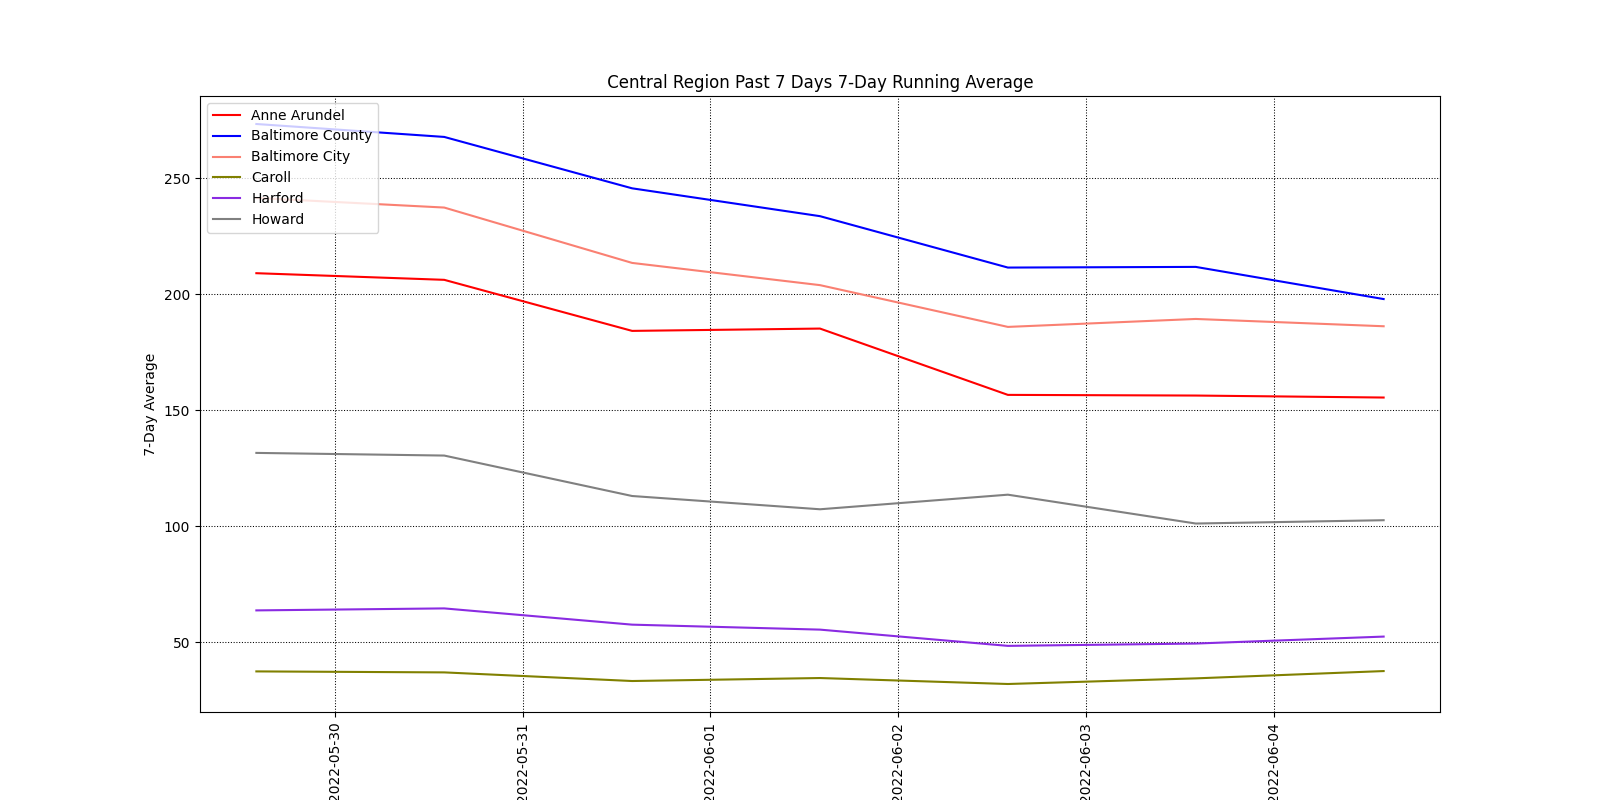 Central Region Past 7 Days 7-Day Running Average
Anne Arundel
Baltimore County
Baltimore City
Caroll
Harford
Howard
250
200
150
100
50
7-Day Average
2022-05-30
2022-05-31
2022-06-01
2022-06-02
2022-06-03
2022-06-04